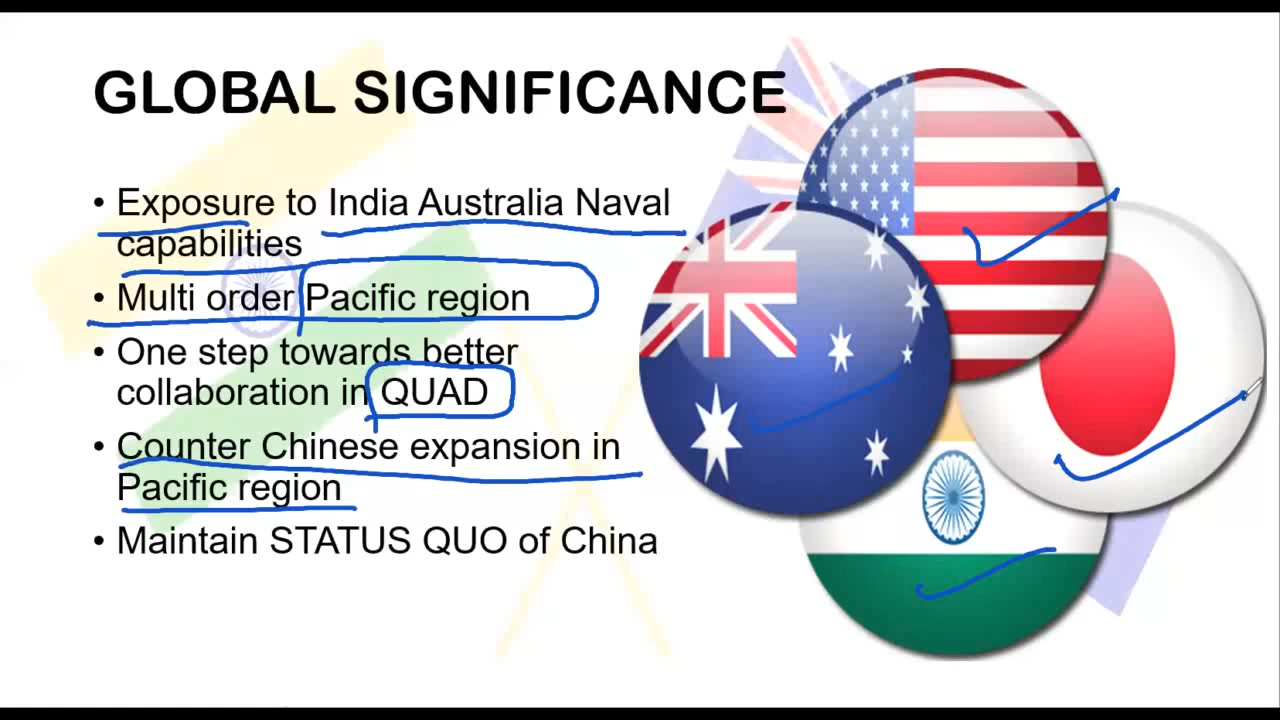 GLOBAL SIGNIFICANCE
• Exposure to India Australia Naval
capabilities
• Multi order Pacific region
• One step towards better
collaboration in QUAD
• Counter Chinese expansion in
Pacific region
• Maintain STATUS QUO of China